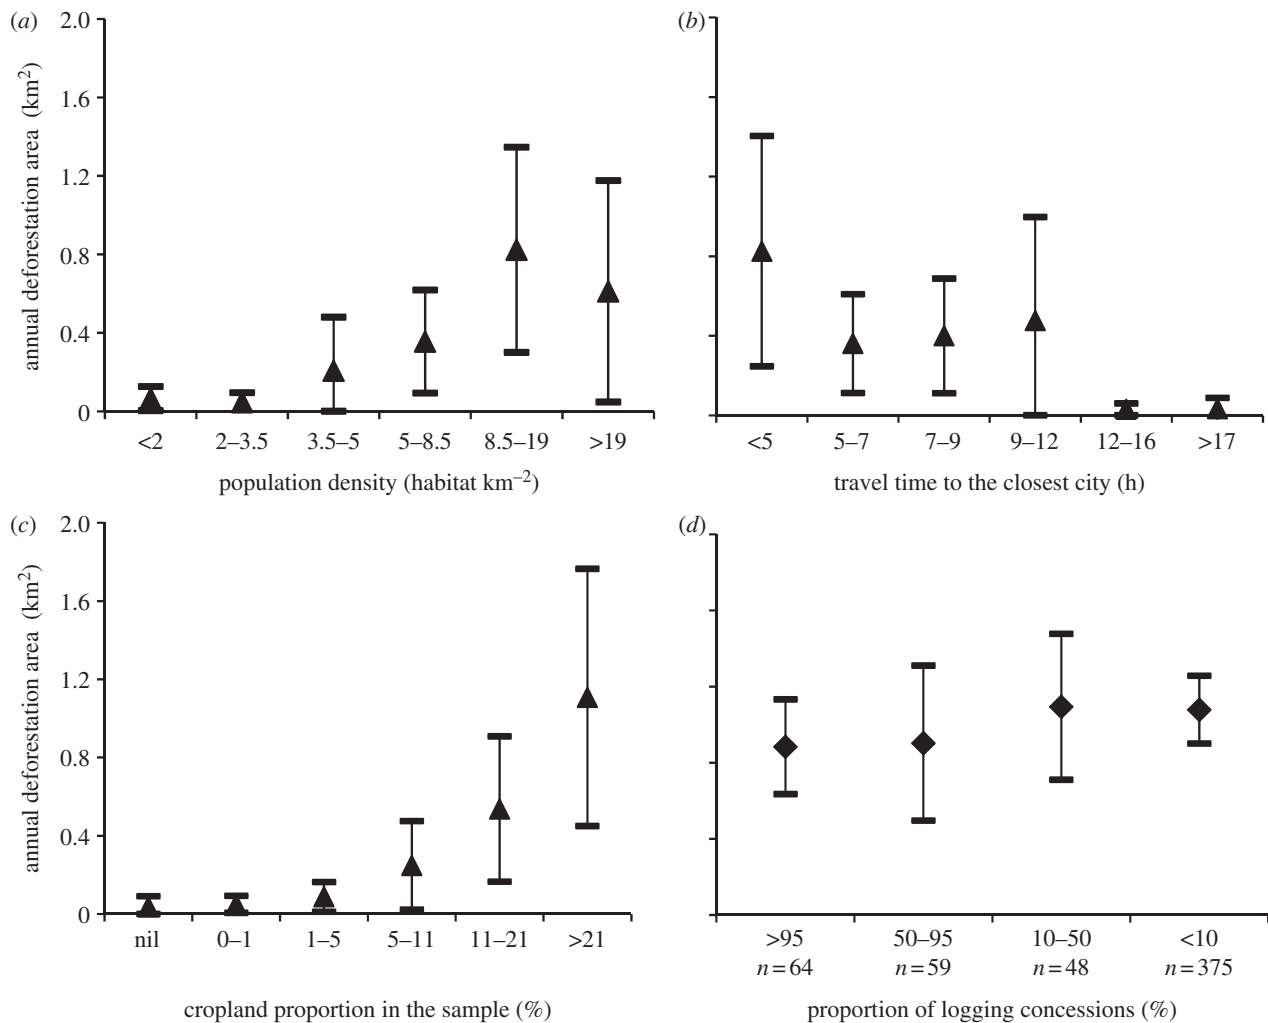 (a)
2.0
1.6
1.2
0.8
0.4
0
annual deforestation area (km²)
<2 2–3.5 3.5–5 5–8.5 8.5–19 >19
population density (habitat km⁻²)
(b)
<5 5–7 7–9 9–12 12–16 >17
travel time to the closest city (h)
(c)
2.0
1.6
1.2
0.8
0.4
0
annual deforestation area (km²)
nil 0–1 1–5 5–11 11–21 >21
cropland proportion in the sample (%)
(d)
>95 50–95 10–50 <10
n=64 n=59 n=48 n=375
proportion of logging concessions (%)